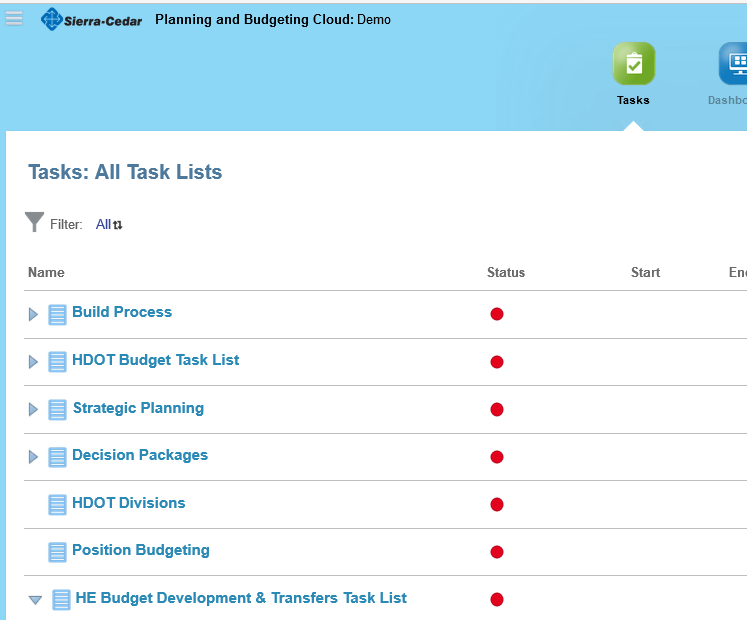 Sierra-Cedar Planning and Budgeting Cloud: Demo
Tasks Dashbo
Tasks: All Task Lists
Filter: All
Name Status Start En
Build Process
HDOT Budget Task List
Strategic Planning
Decision Packages
HDOT Divisions
Position Budgeting
HE Budget Development & Transfers Task List